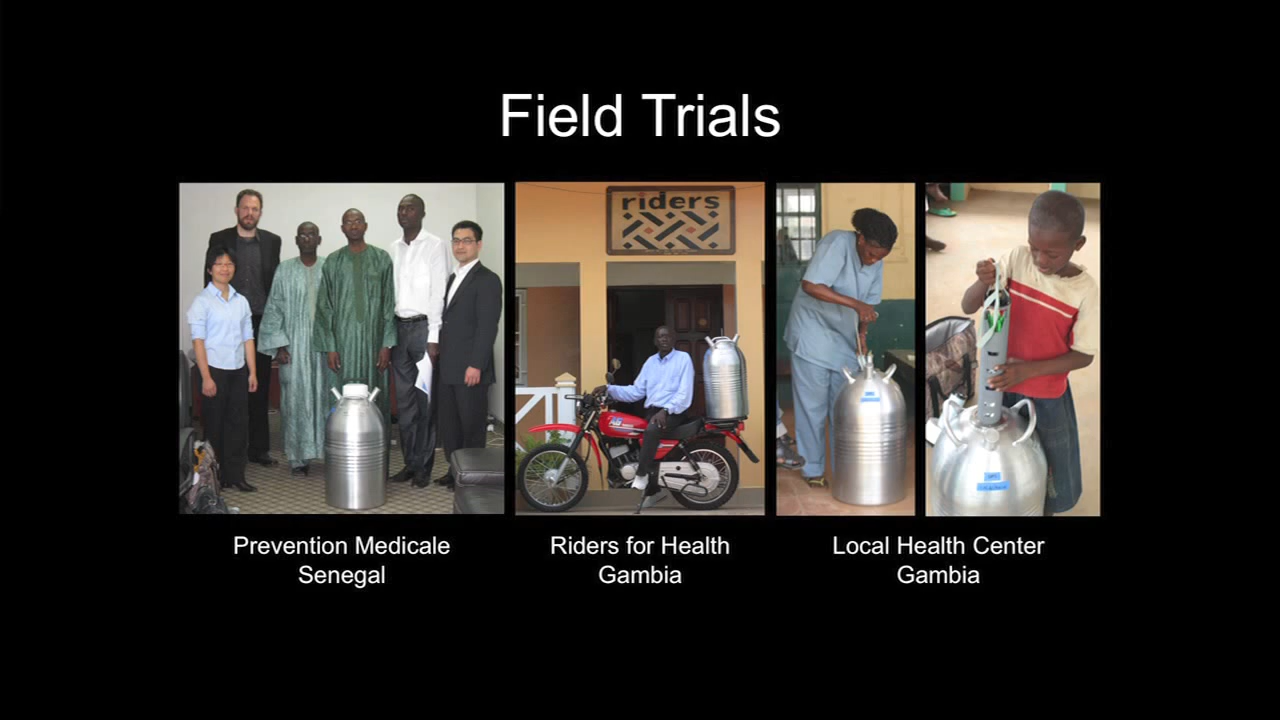 Field Trials
riders
Prevention Medicale
Senegal
Riders for Health
Gambia
Local Health Center
Gambia